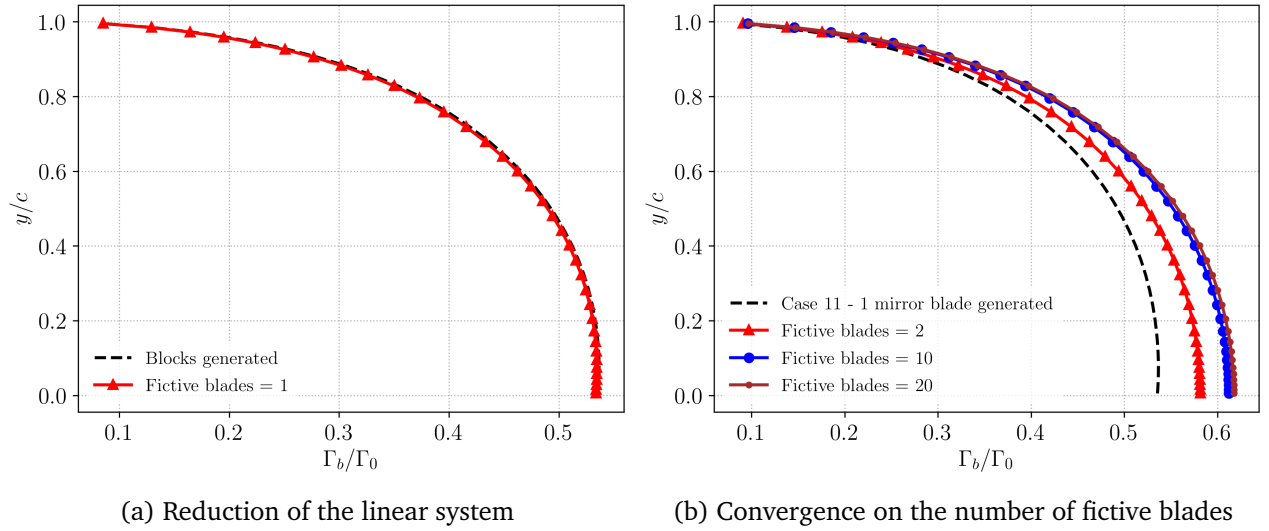 1.0
0.8
0.6
0.4
0.2
0.0
y/c
Blocks generated
Fictive blades = 1
0.1 0.2 0.3 0.4 0.5
Γb/Γ0
(a) Reduction of the linear system
1.0
0.8
0.6
0.4
0.2
0.0
y/c
Case 11 - 1 mirror blade generated
Fictive blades = 2
Fictive blades = 10
Fictive blades = 20
0.1 0.2 0.3 0.4 0.5 0.6
Γb/Γ0
(b) Convergence on the number of fictive blades